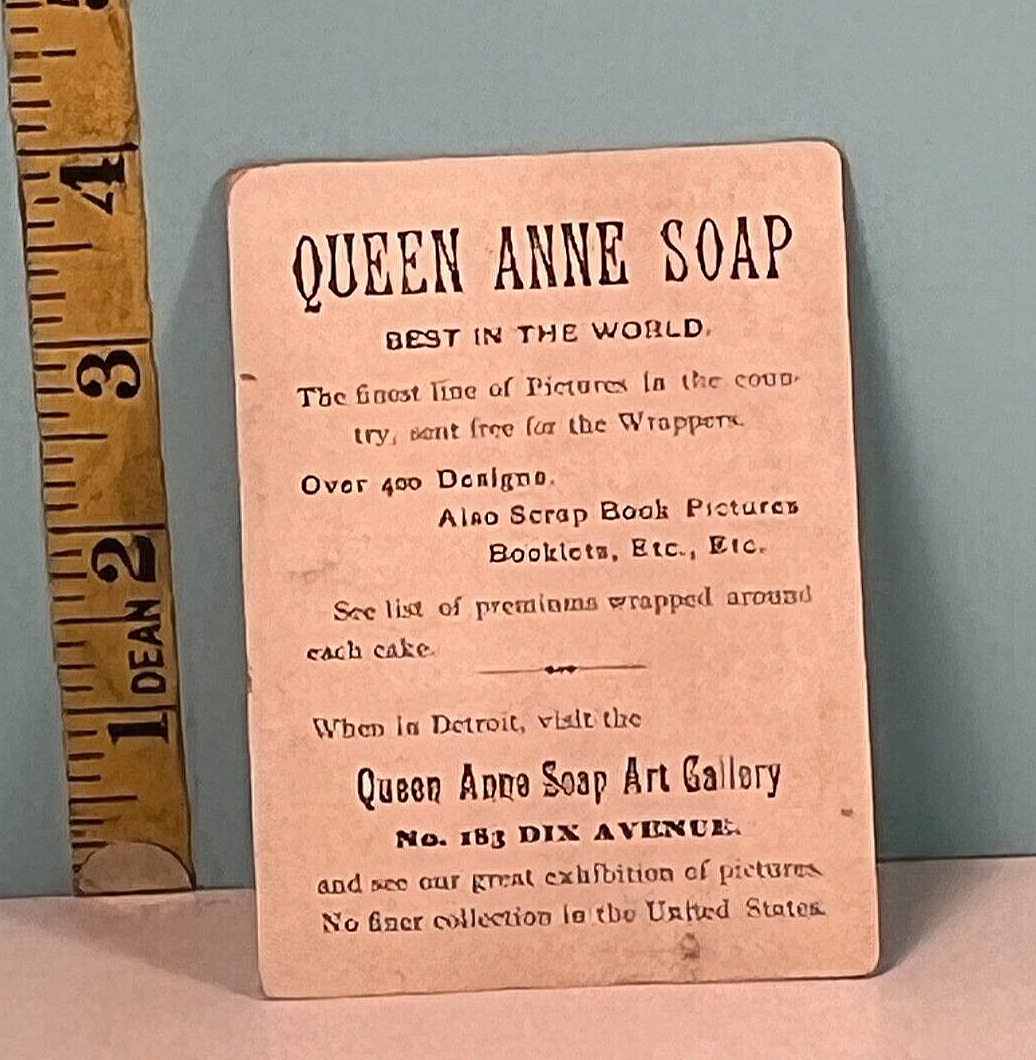 QUEEN ANNE SOAP
BEST IN THE WORLD.
The finest line of Pictures in the coun-
try, sent free for the Wrappers.
Over 400 Designs.
Also Scrap Book Pictures
Booklets, Etc., Etc.
See list of premiums wrapped around
each cake.
When in Detroit, visit the
Queen Anne Soap Art Gallery
No. 183 DIX AVENUE.
and see our great exhibition of pictures
No finer collection in the United States.
4
3
2
DEAN
1